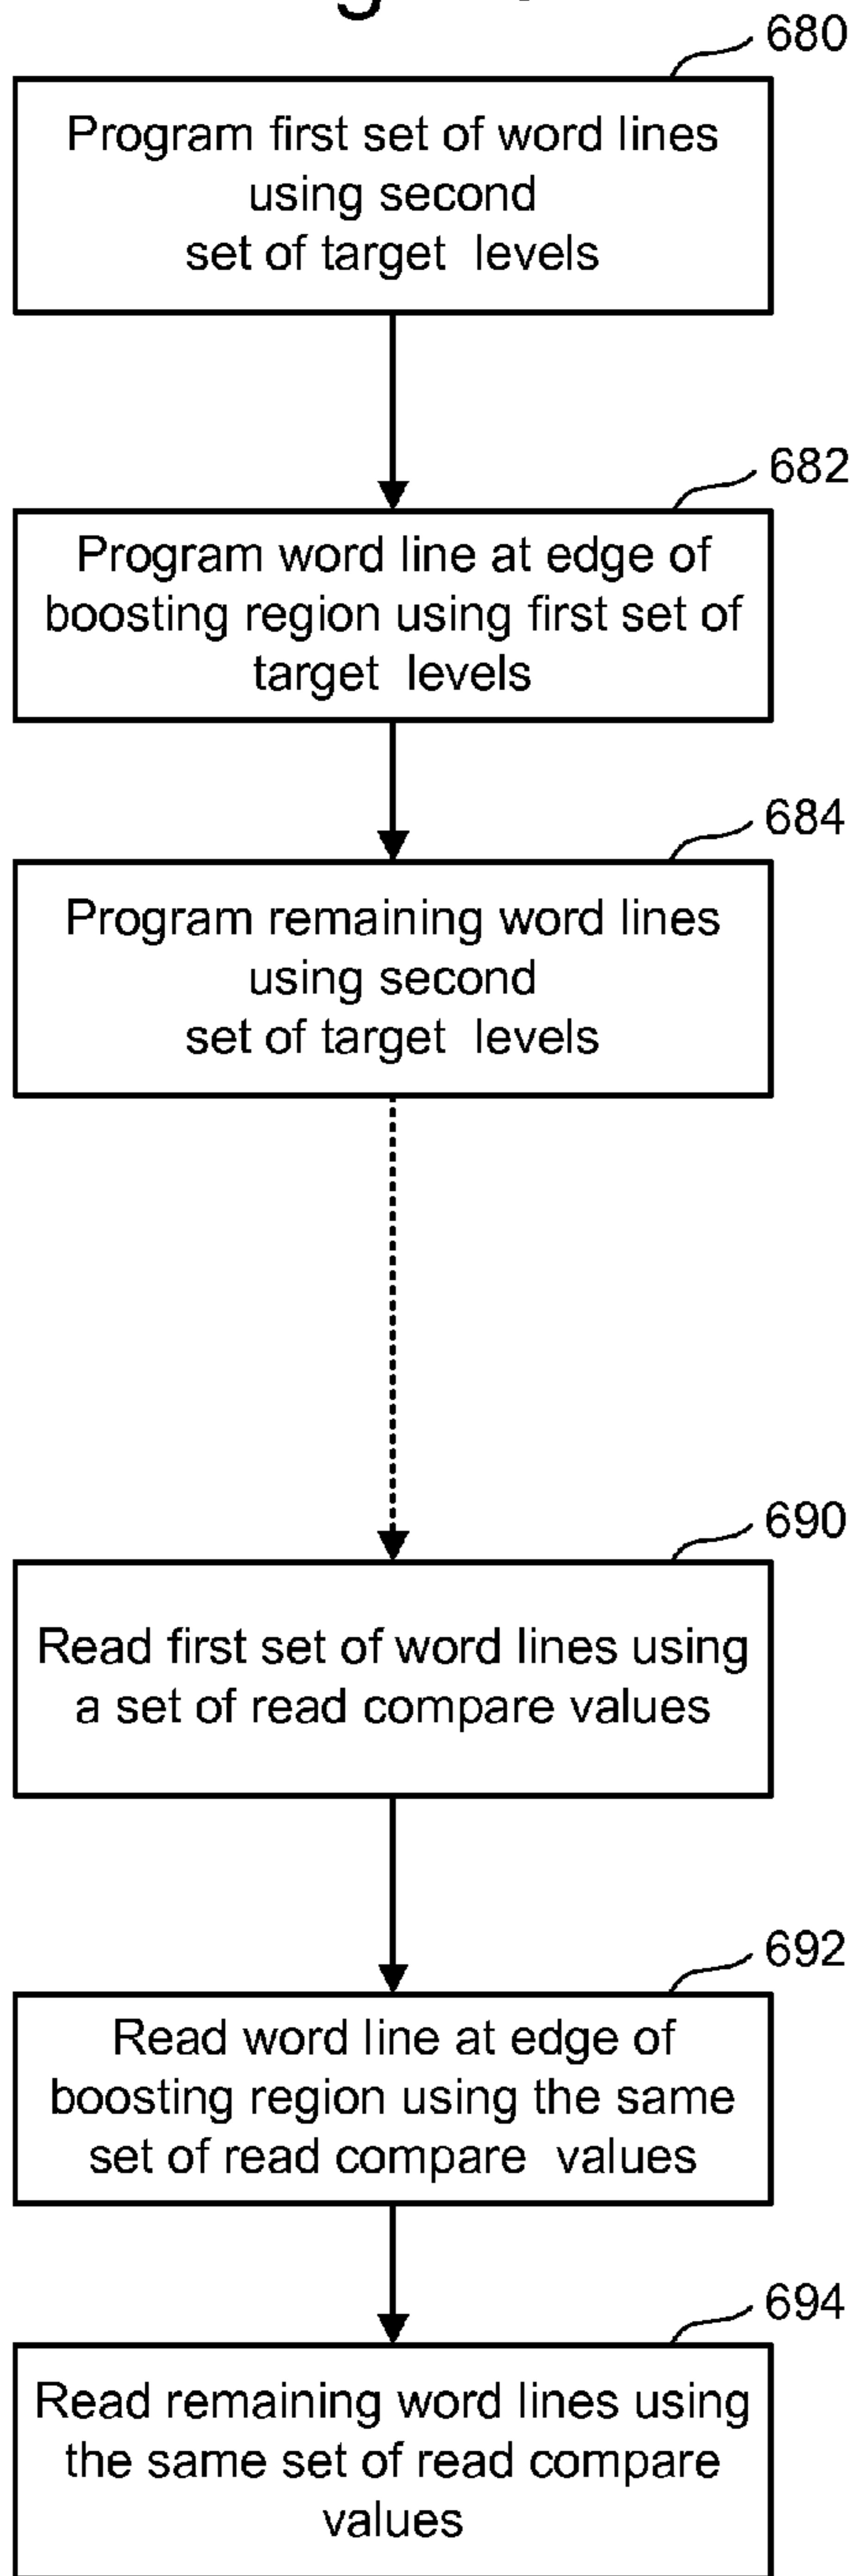 680
Program first set of word lines
using second
set of target levels
682
Program word line at edge of
boosting region using first set of
target levels
684
Program remaining word lines
using second
set of target levels
690
Read first set of word lines using
a set of read compare values
692
Read word line at edge of
boosting region using the same
set of read compare values
694
Read remaining word lines using
the same set of read compare
values